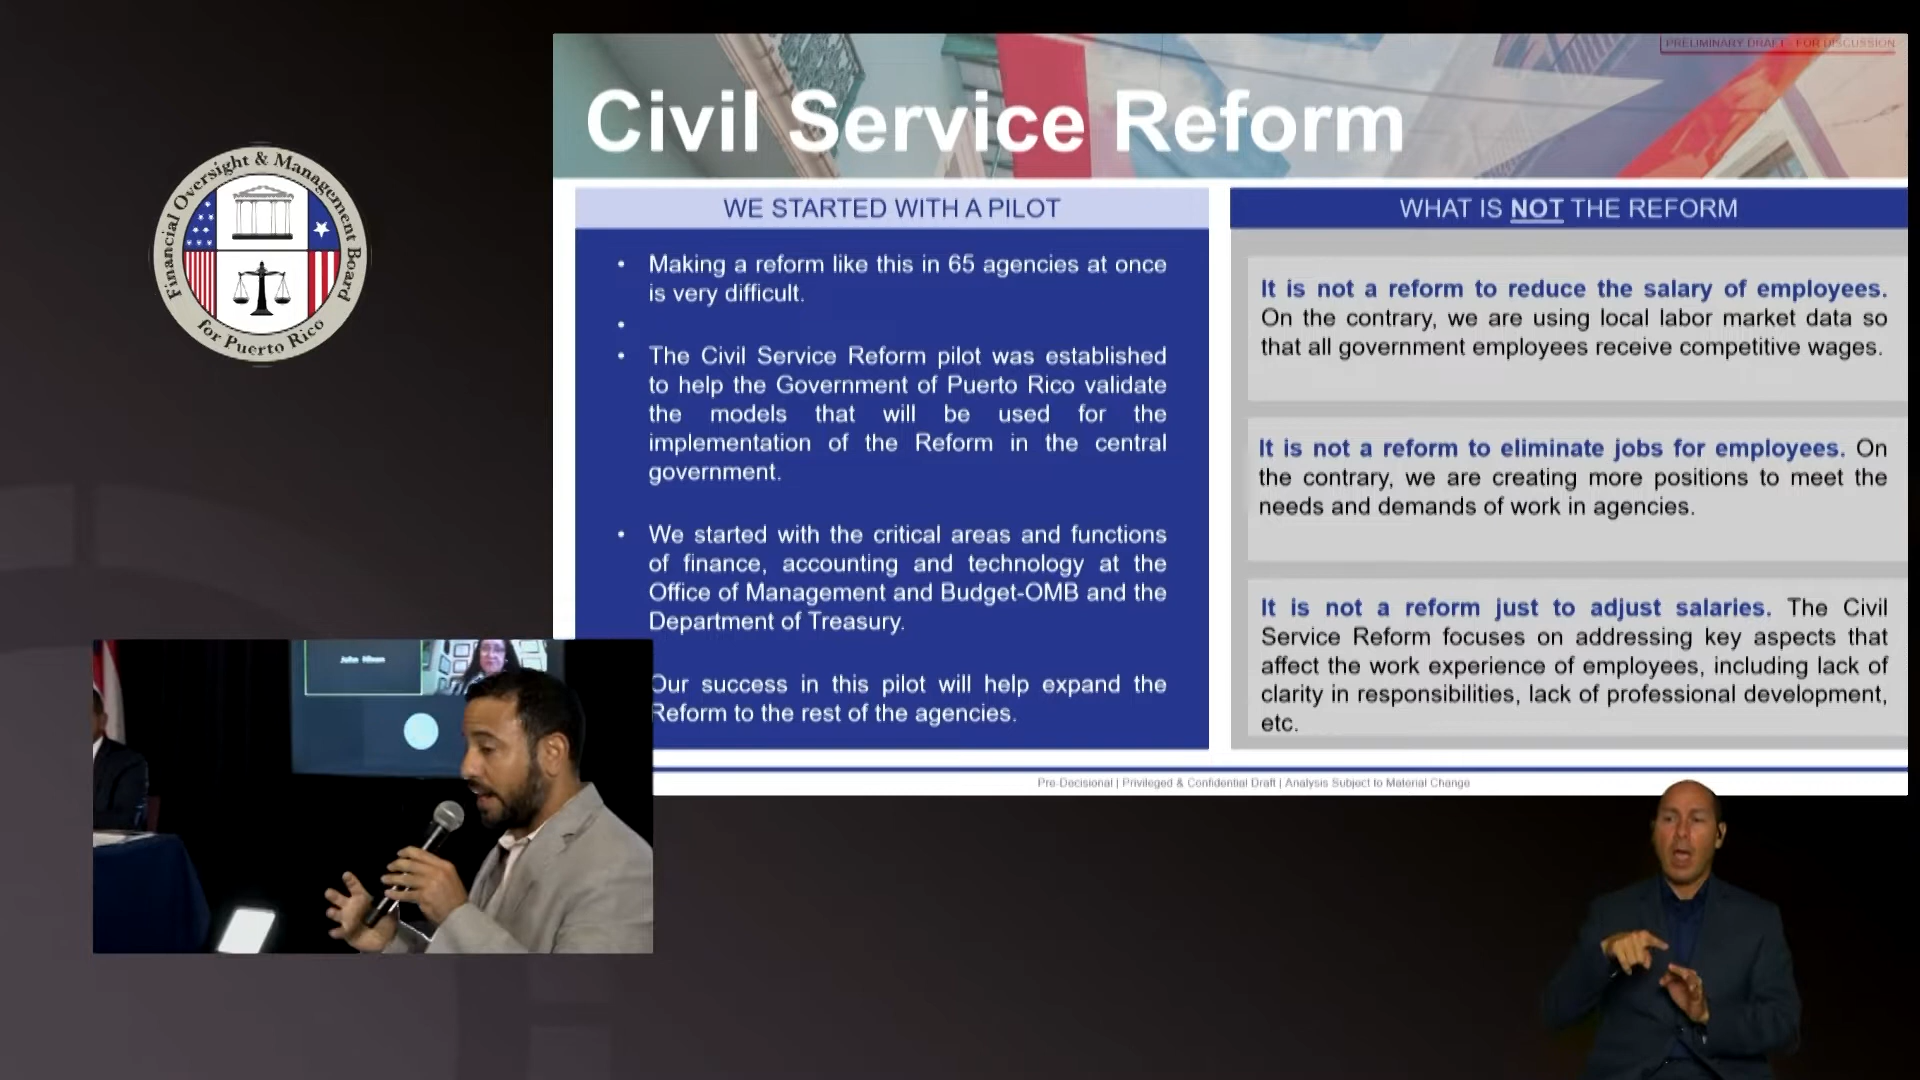 Financial Oversight & Management Board
for Puerto Rico
PRELIMINARY DRAFT - FOR DISCUSSION
Civil Service Reform
WE STARTED WITH A PILOT
• Making a reform like this in 65 agencies at once
is very difficult.
•
• The Civil Service Reform pilot was established
to help the Government of Puerto Rico validate
the models that will be used for the
implementation of the Reform in the central
government.
• We started with the critical areas and functions
of finance, accounting and technology at the
Office of Management and Budget-OMB and the
Department of Treasury.
Our success in this pilot will help expand the
Reform to the rest of the agencies.
WHAT IS NOT THE REFORM
It is not a reform to reduce the salary of employees.
On the contrary, we are using local labor market data so
that all government employees receive competitive wages.
It is not a reform to eliminate jobs for employees. On
the contrary, we are creating more positions to meet the
needs and demands of work in agencies.
It is not a reform just to adjust salaries. The Civil
Service Reform focuses on addressing key aspects that
affect the work experience of employees, including lack of
clarity in responsibilities, lack of professional development,
etc.
Pre-Decisional | Privileged & Confidential Draft | Analysis Subject to Material Change